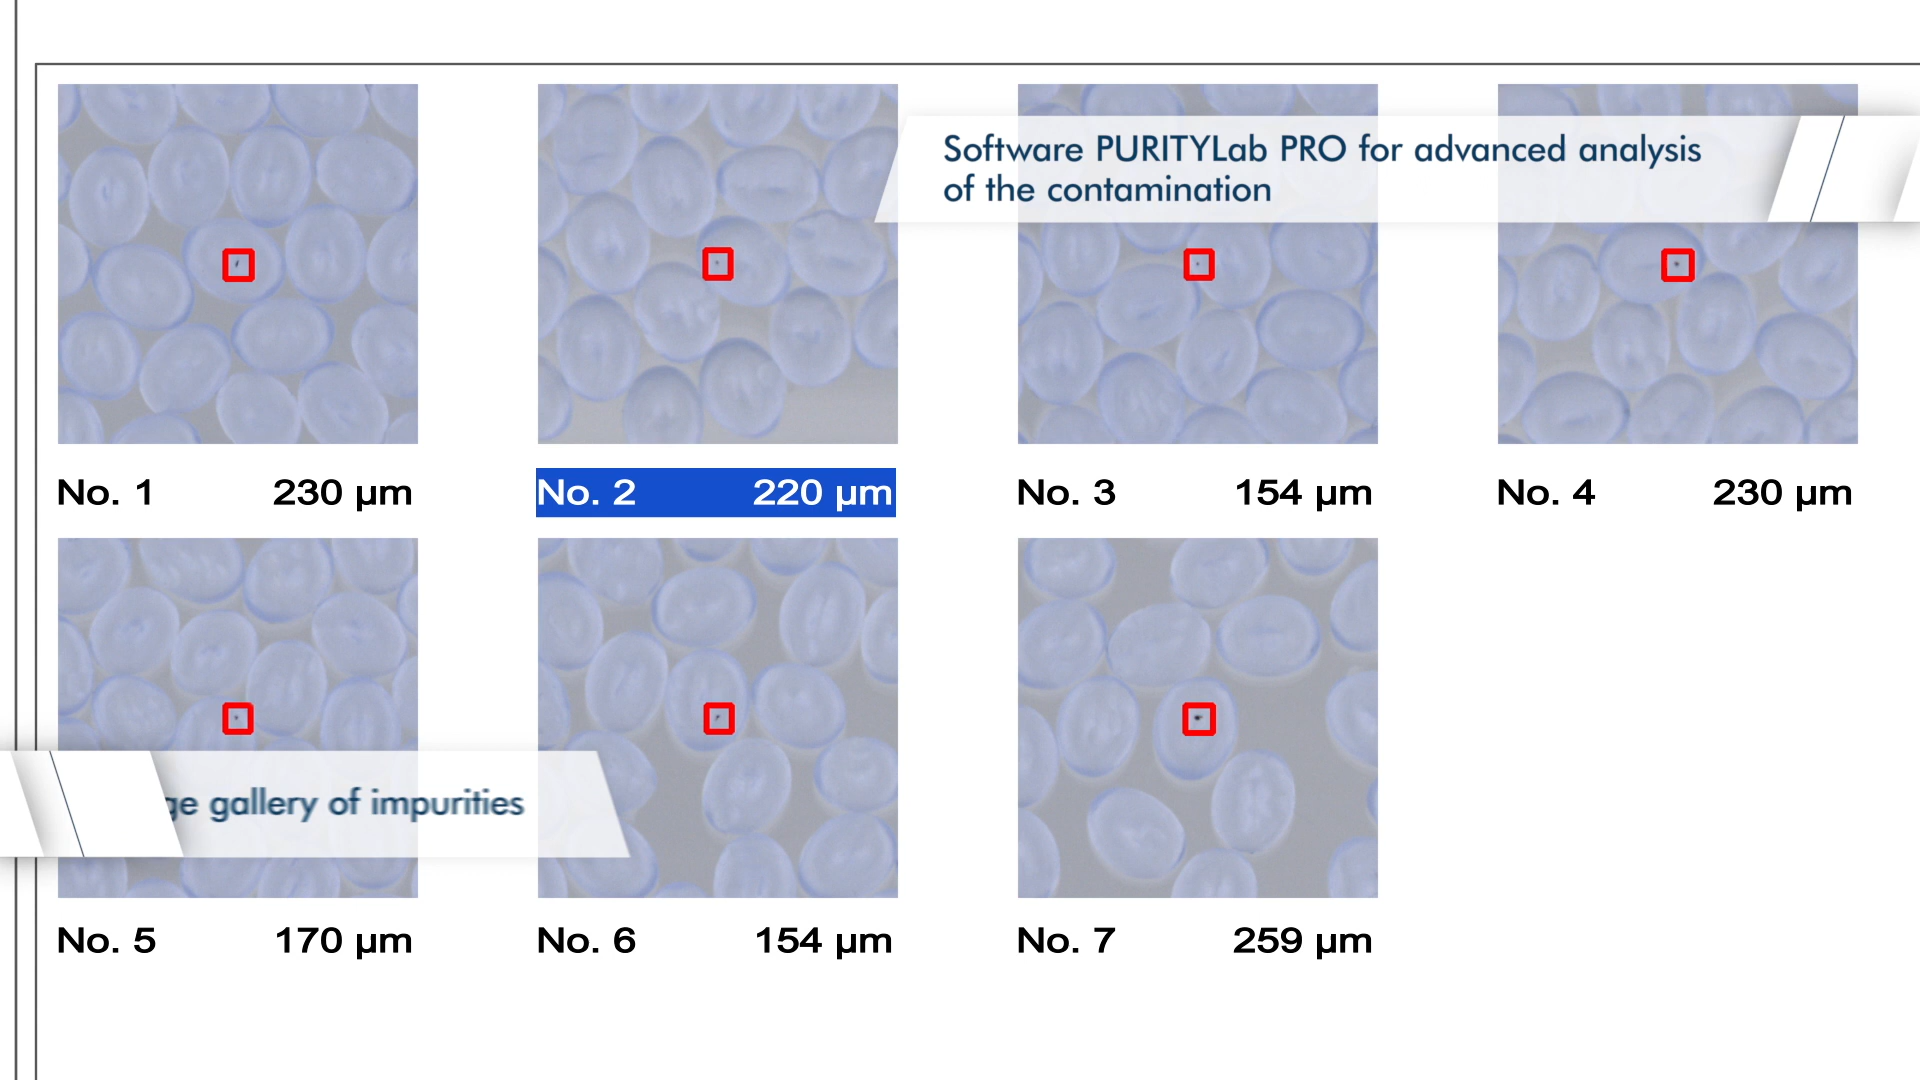 Software PURITYLab PRO for advanced analysis
of the contamination
No. 1 230 µm
No. 2 220 µm
No. 3 154 µm
No. 4 230 µm
gallery of impurities
No. 5 170 µm
No. 6 154 µm
No. 7 259 µm